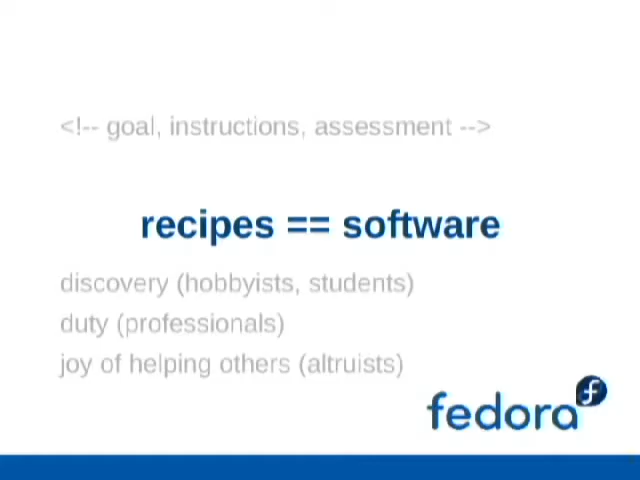 <!-- goal, instructions, assessment -->
recipes == software
discovery (hobbyists, students)
duty (professionals)
joy of helping others (altruists)
fedora